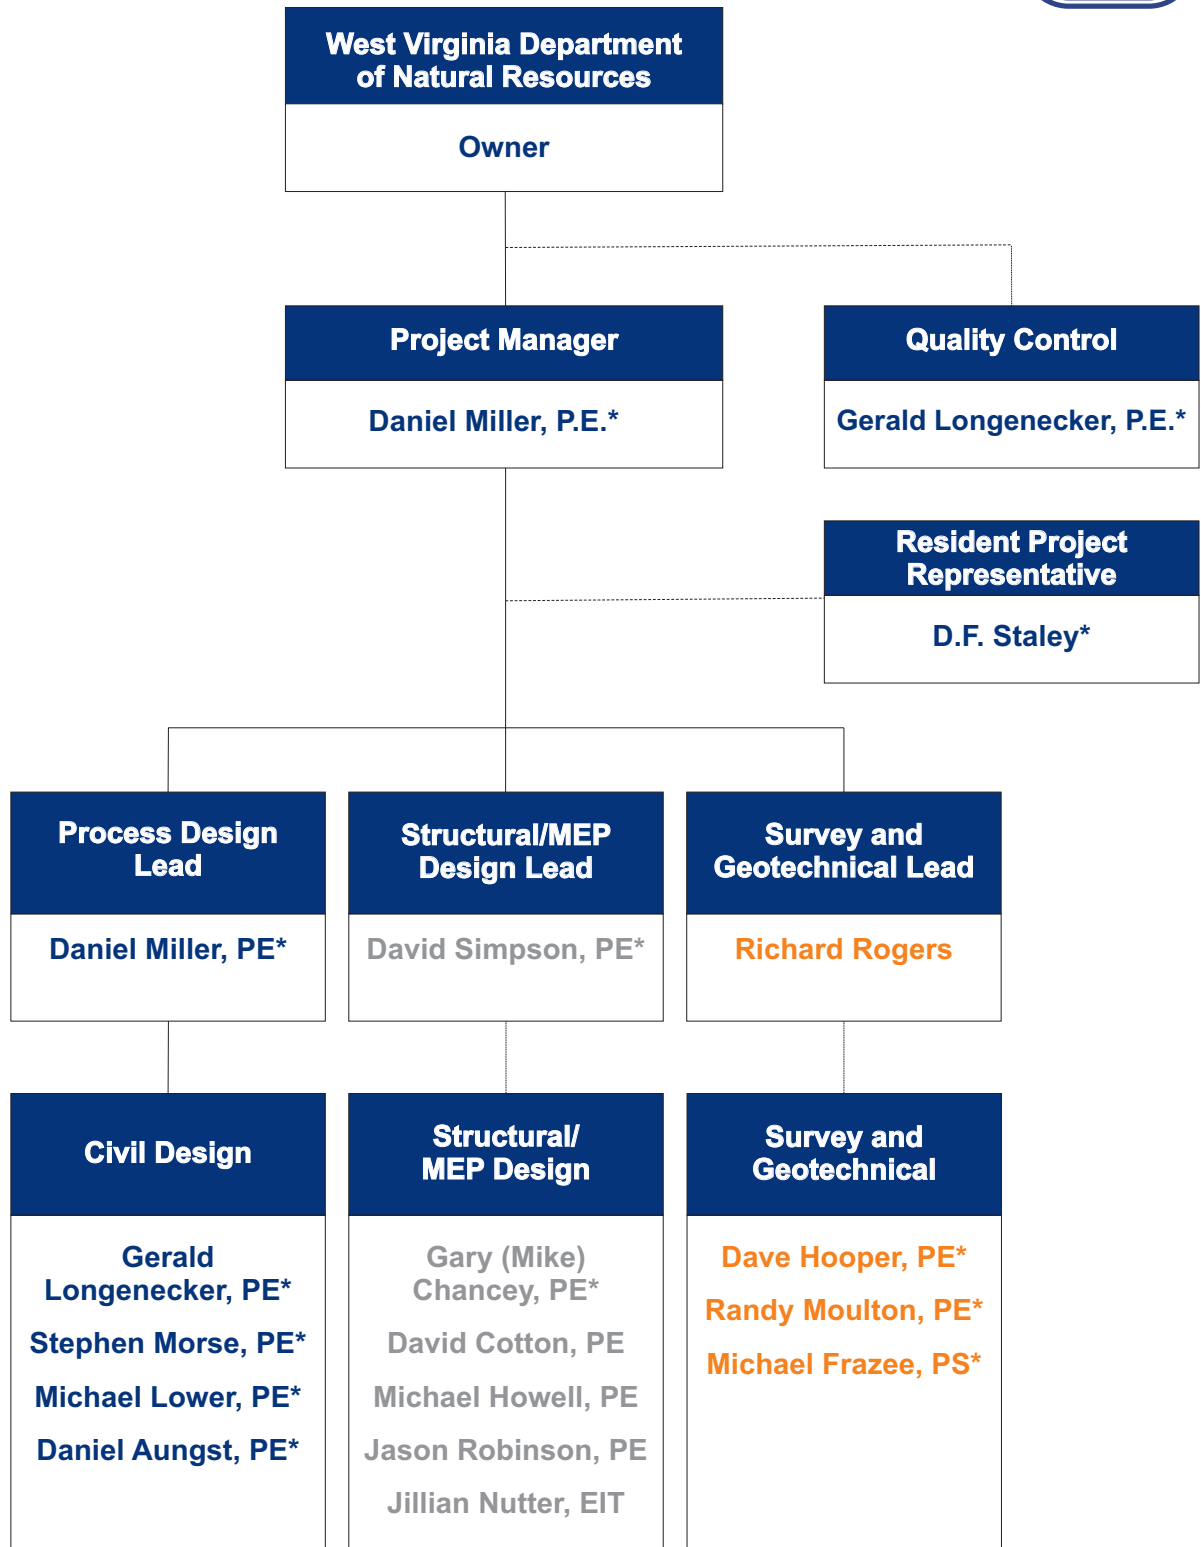 West Virginia Department
of Natural Resources
Owner
Project Manager
Daniel Miller, P.E.*
Quality Control
Gerald Longenecker, P.E.*
Resident Project
Representative
D.F. Staley*
Process Design
Lead
Daniel Miller, PE*
Structural/MEP
Design Lead
David Simpson, PE*
Survey and
Geotechnical Lead
Richard Rogers
Civil Design
Gerald
Longenecker, PE*
Stephen Morse, PE*
Michael Lower, PE*
Daniel Aungst, PE*
Structural/
MEP Design
Gary (Mike)
Chancey, PE*
David Cotton, PE
Michael Howell, PE
Jason Robinson, PE
Jillian Nutter, EIT
Survey and
Geotechnical
Dave Hooper, PE*
Randy Moulton, PE*
Michael Frazee, PS*